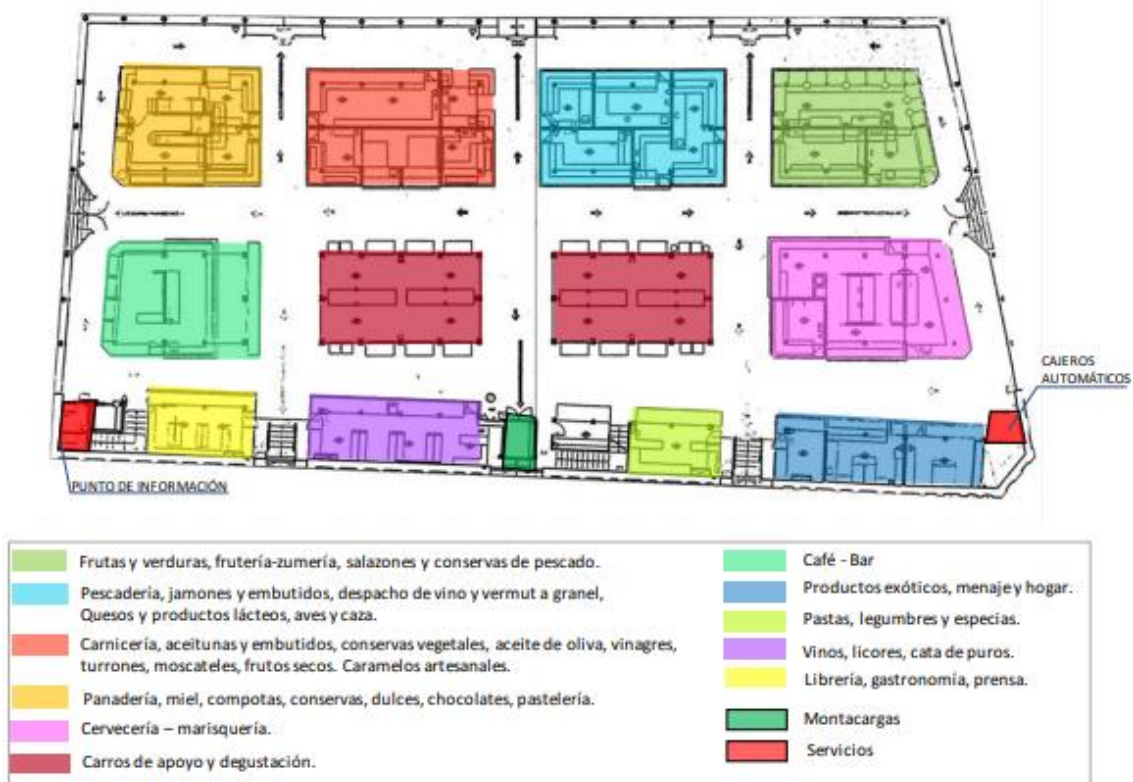 CAJEROS
AUTOMÁTICOS
PUNTO DE INFORMACIÓN
Frutas y verduras, frutería-zumería, salazones y conservas de pescado.
Pescadería, jamones y embutidos, despacho de vino y vermut a granel,
Quesos y productos lácteos, aves y caza.
Carnicería, aceitunas y embutidos, conservas vegetales, aceite de oliva, vinagres,
turrones, moscateles, frutos secos. Caramelos artesanales.
Panadería, miel, compotas, conservas, dulces, chocolates, pastelería.
Cervecería – marisquería.
Carros de apoyo y degustación.
Café - Bar
Productos exóticos, menaje y hogar.
Pastas, legumbres y especias.
Vinos, licores, cata de puros.
Librería, gastronomía, prensa.
Montacargas
Servicios